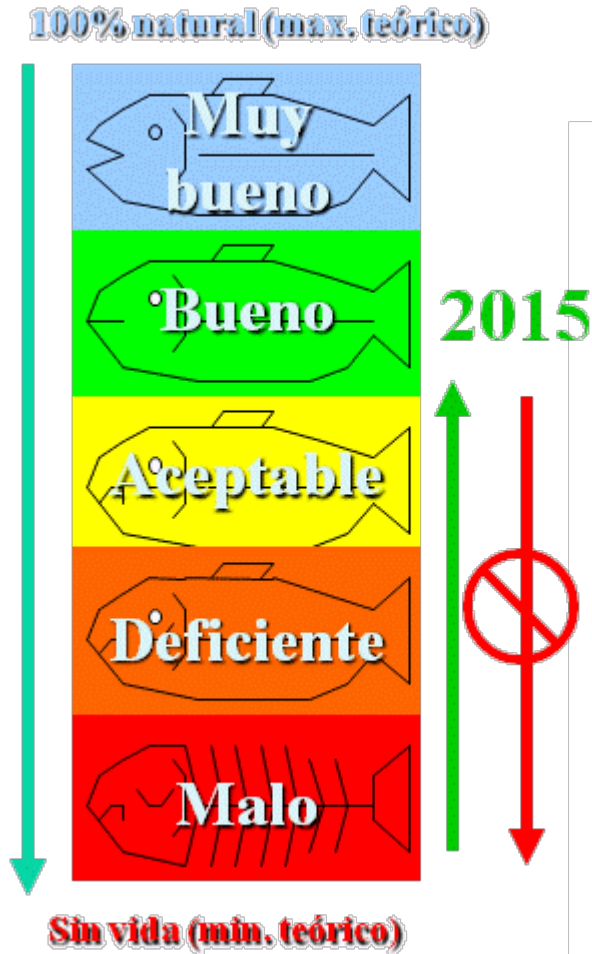 100% natural (max. teórico)
Muy
bueno
Bueno
2015
Aceptable
Deficiente
Malo
Sin vida (min. teórico)